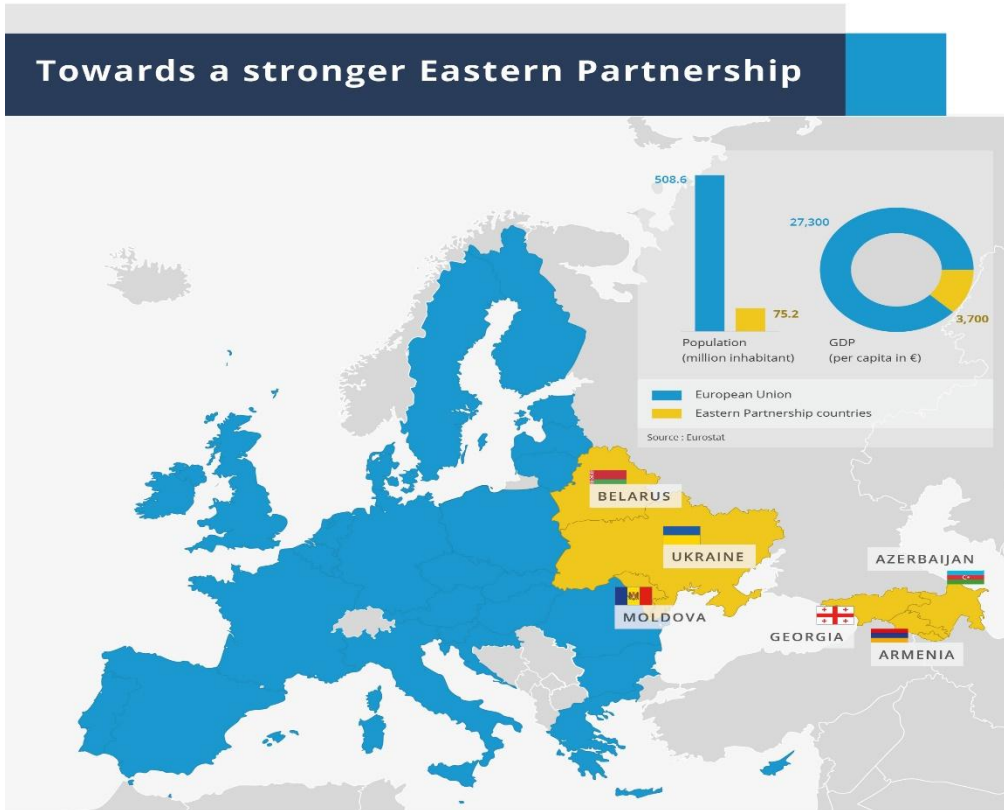 Towards a stronger Eastern Partnership
508.6
75.2
27,300
3,700
Population
(million inhabitant)
GDP
(per capita in €)
European Union
Eastern Partnership countries
Source : Eurostat
BELARUS
UKRAINE
MOLDOVA
AZERBAIJAN
GEORGIA
ARMENIA